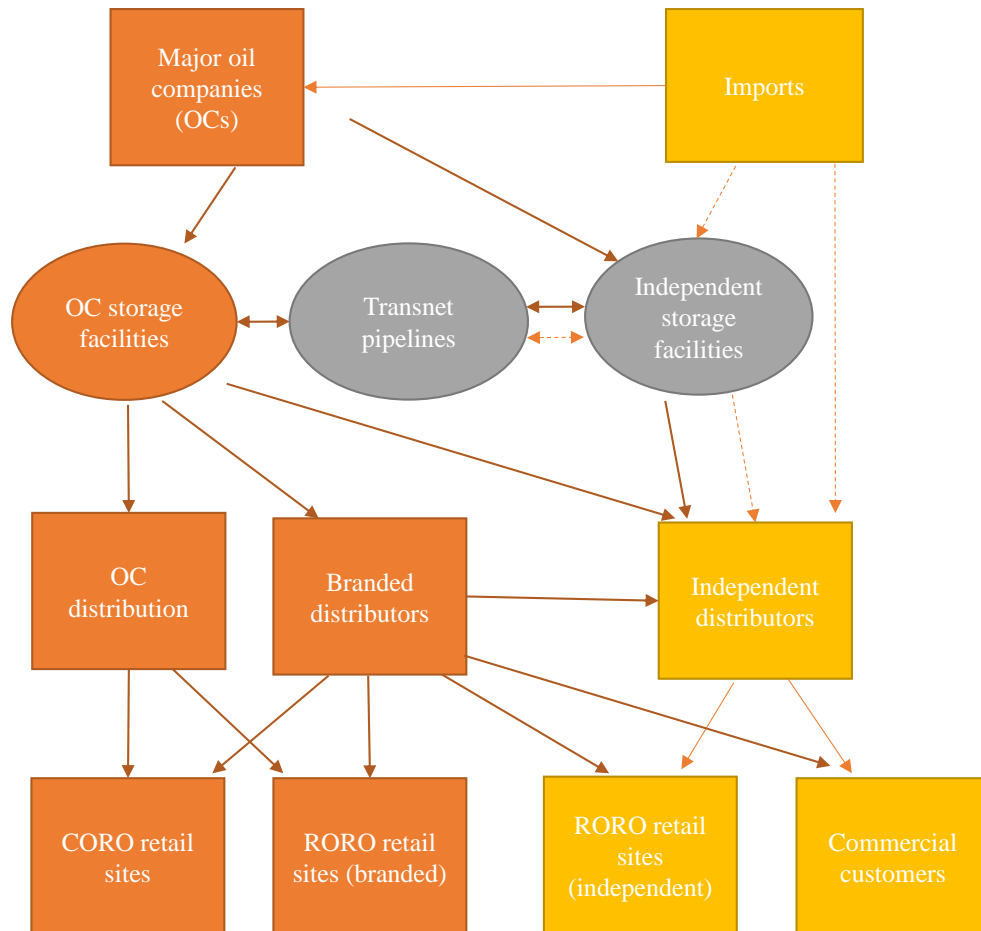 Major oil
companies
(OCs)
Imports
OC storage
facilities
Transnet
pipelines
Independent
storage
facilities
OC
distribution
Branded
distributors
Independent
distributors
CORO retail
sites
RORO retail
sites (branded)
RORO retail
sites
(independent)
Commercial
customers